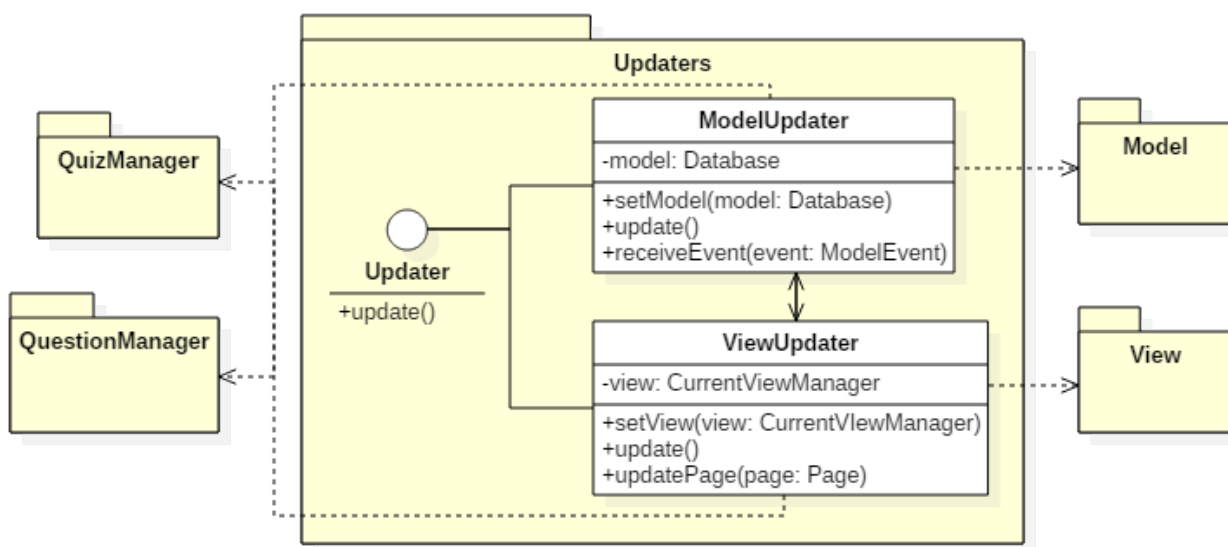 Updaters
QuizManager
QuestionManager
Updater
+update()
ModelUpdater
-model: Database
+setModel(model: Database)
+update()
+receiveEvent(event: ModelEvent)
ViewUpdater
-view: CurrentViewManager
+setView(view: CurrentVIewManager)
+update()
+updatePage(page: Page)
Model
View